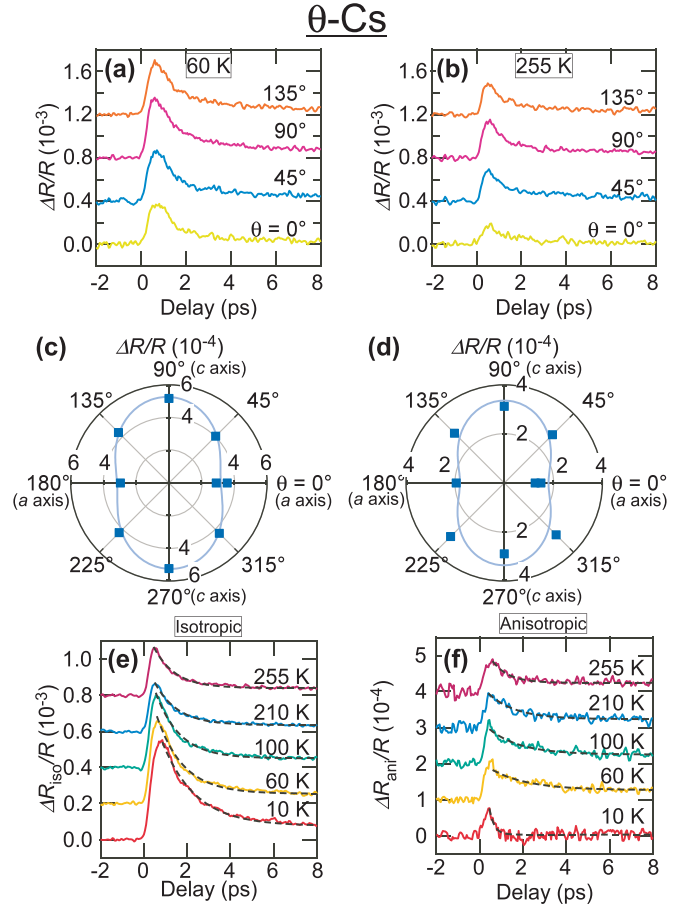 θ-Cs
(a)
60 K
135°
90°
45°
θ = 0°
ΔR/R (10-3)
1.6
1.2
0.8
0.4
0.0
-2 0 2 4 6 8
Delay (ps)
(b)
255 K
135°
90°
45°
θ = 0°
ΔR/R (10-3)
1.6
1.2
0.8
0.4
0.0
-2 0 2 4 6 8
Delay (ps)
(c)
ΔR/R (10-4)
90° (c axis)
135°
6
45°
4
180° 6 4 4 6 θ = 0°
(a axis) (a axis)
4
225°
6
315°
270° (c axis)
(d)
ΔR/R (10-4)
90° (c axis)
135°
4
45°
2
180° 4 2 2 4 θ = 0°
(a axis) (a axis)
2
225°
4
315°
270° (c axis)
Isotropic
(e)
255 K
210 K
100 K
60 K
10 K
ΔRiso/R (10-3)
1.0
0.8
0.6
0.4
0.2
0.0
-2 0 2 4 6 8
Delay (ps)
Anisotropic
(f)
255 K
210 K
100 K
60 K
10 K
ΔRani/R (10-4)
5
4
3
2
1
0
-2 0 2 4 6 8
Delay (ps)